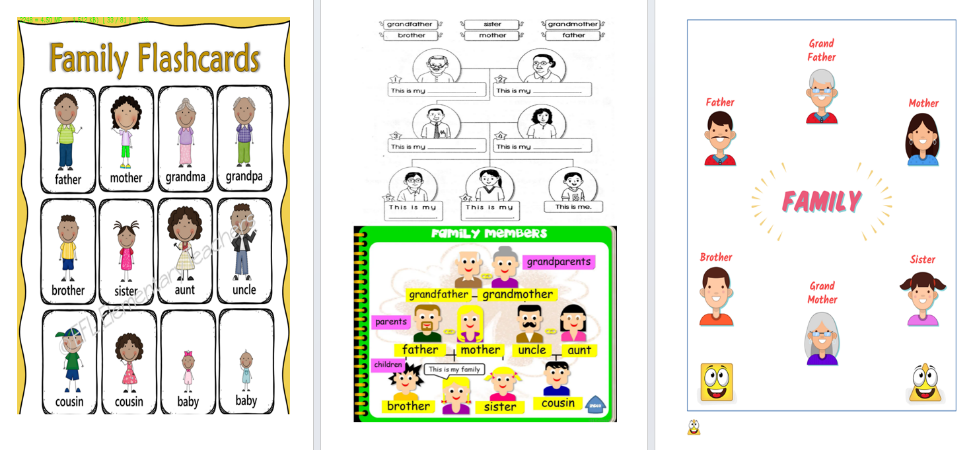 Family Flashcards
father
mother
grandma
grandpa
brother
sister
aunt
uncle
cousin
cousin
baby
baby
grandfather
sister
grandmother
brother
mother
father
This is my
This is my
This is my
This is my
This is my
This is my
This is me.
FAMILY MEMBERS
grandparents
grandfather
grandmother
parents
father
mother
uncle
aunt
children
This is my family
brother
sister
cousin
Grand
Father
Father
Mother
FAMILY
Brother
Sister
Grand
Mother